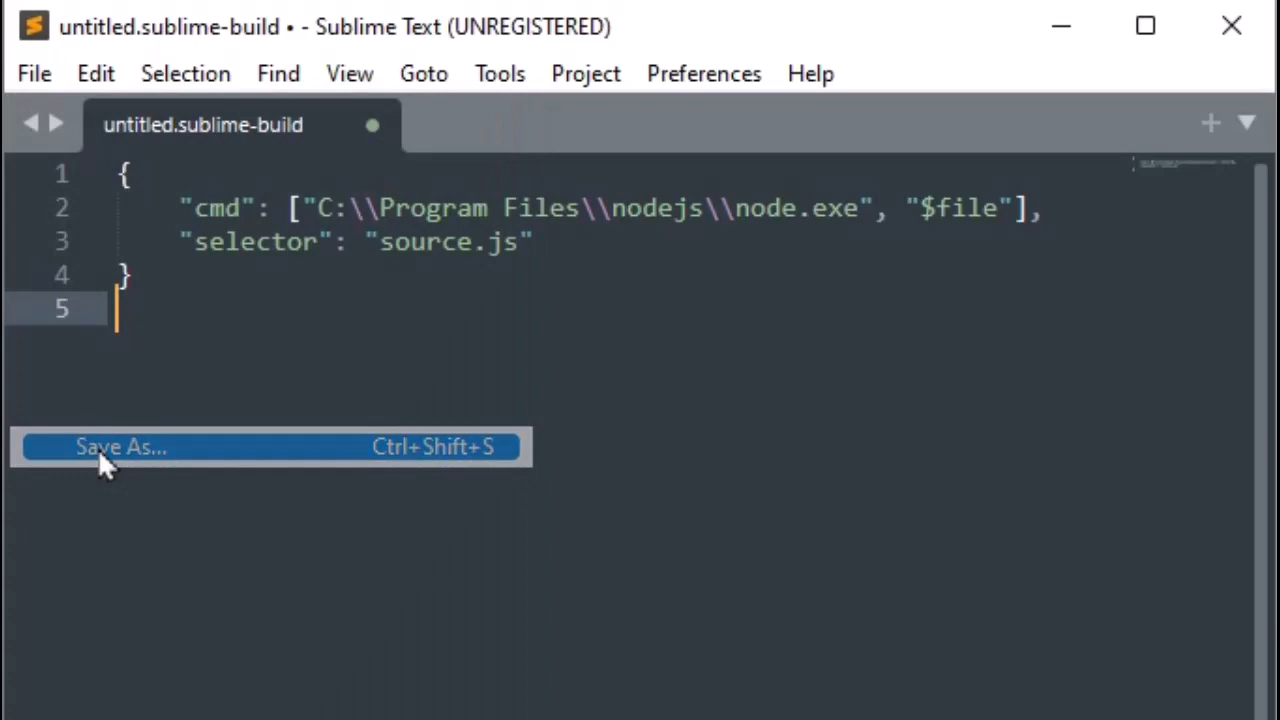 untitled.sublime-build • - Sublime Text (UNREGISTERED)
File Edit Selection Find View Goto Tools Project Preferences Help
untitled.sublime-build
1 {
2 "cmd": ["C:\\Program Files\\nodejs\\node.exe", "$file"],
3 "selector": "source.js"
4 }
5
Save As... Ctrl+Shift+S